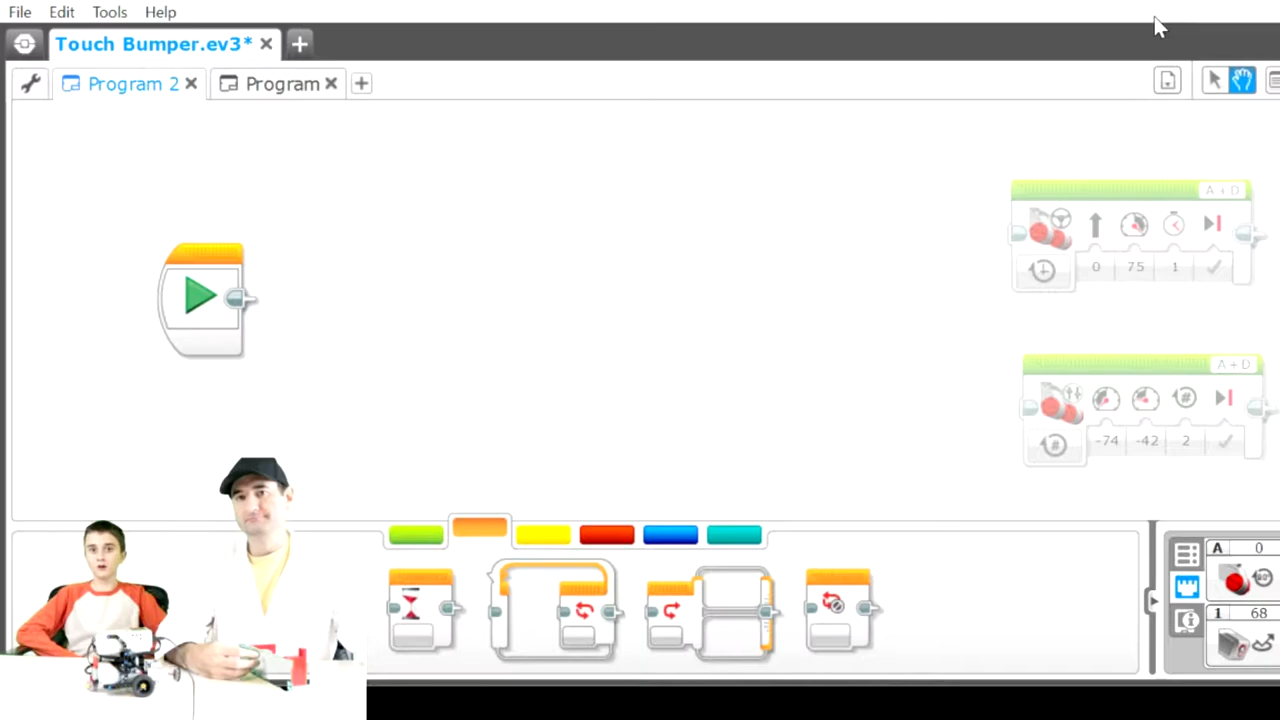 File Edit Tools Help
Touch Bumper.ev3*
Program 2 Program
A + D
0 75 1
A + D
#
-74 -42 2
#
A 0
1 68